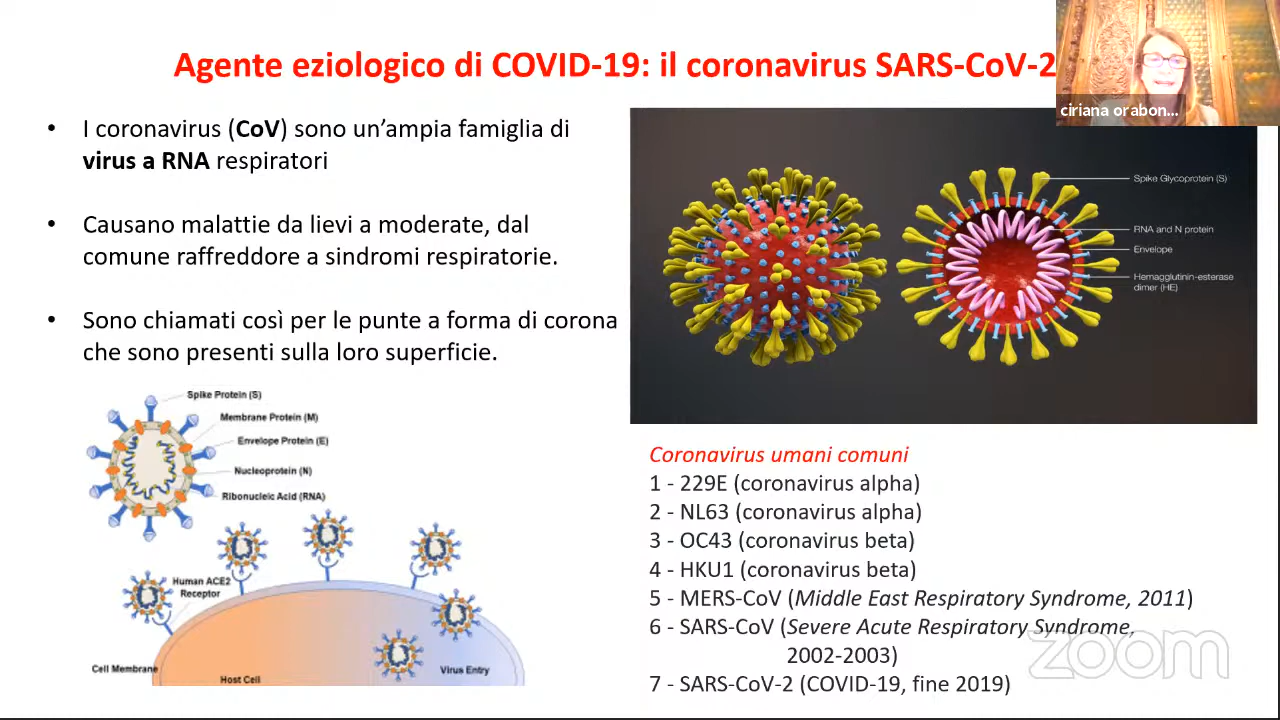 Agente eziologico di COVID-19: il coronavirus SARS-CoV-2
ciriana orabon...
• I coronavirus (CoV) sono un’ampia famiglia di
virus a RNA respiratori
• Causano malattie da lievi a moderate, dal
comune raffreddore a sindromi respiratorie.
• Sono chiamati così per le punte a forma di corona
che sono presenti sulla loro superficie.
Spike Glycoprotein (S)
RNA and N protein
Envelope
Hemagglutinin-esterase
dimer (HE)
Spike Protein (S)
Membrane Protein (M)
Envelope Protein (E)
Nucleoprotein (N)
Ribonucleic Acid (RNA)
Human ACE2
Receptor
Cell Membrane
Host Cell
Virus Entry
Coronavirus umani comuni
1 - 229E (coronavirus alpha)
2 - NL63 (coronavirus alpha)
3 - OC43 (coronavirus beta)
4 - HKU1 (coronavirus beta)
5 - MERS-CoV (Middle East Respiratory Syndrome, 2011)
6 - SARS-CoV (Severe Acute Respiratory Syndrome,
2002-2003)
7 - SARS-CoV-2 (COVID-19, fine 2019)
zoom